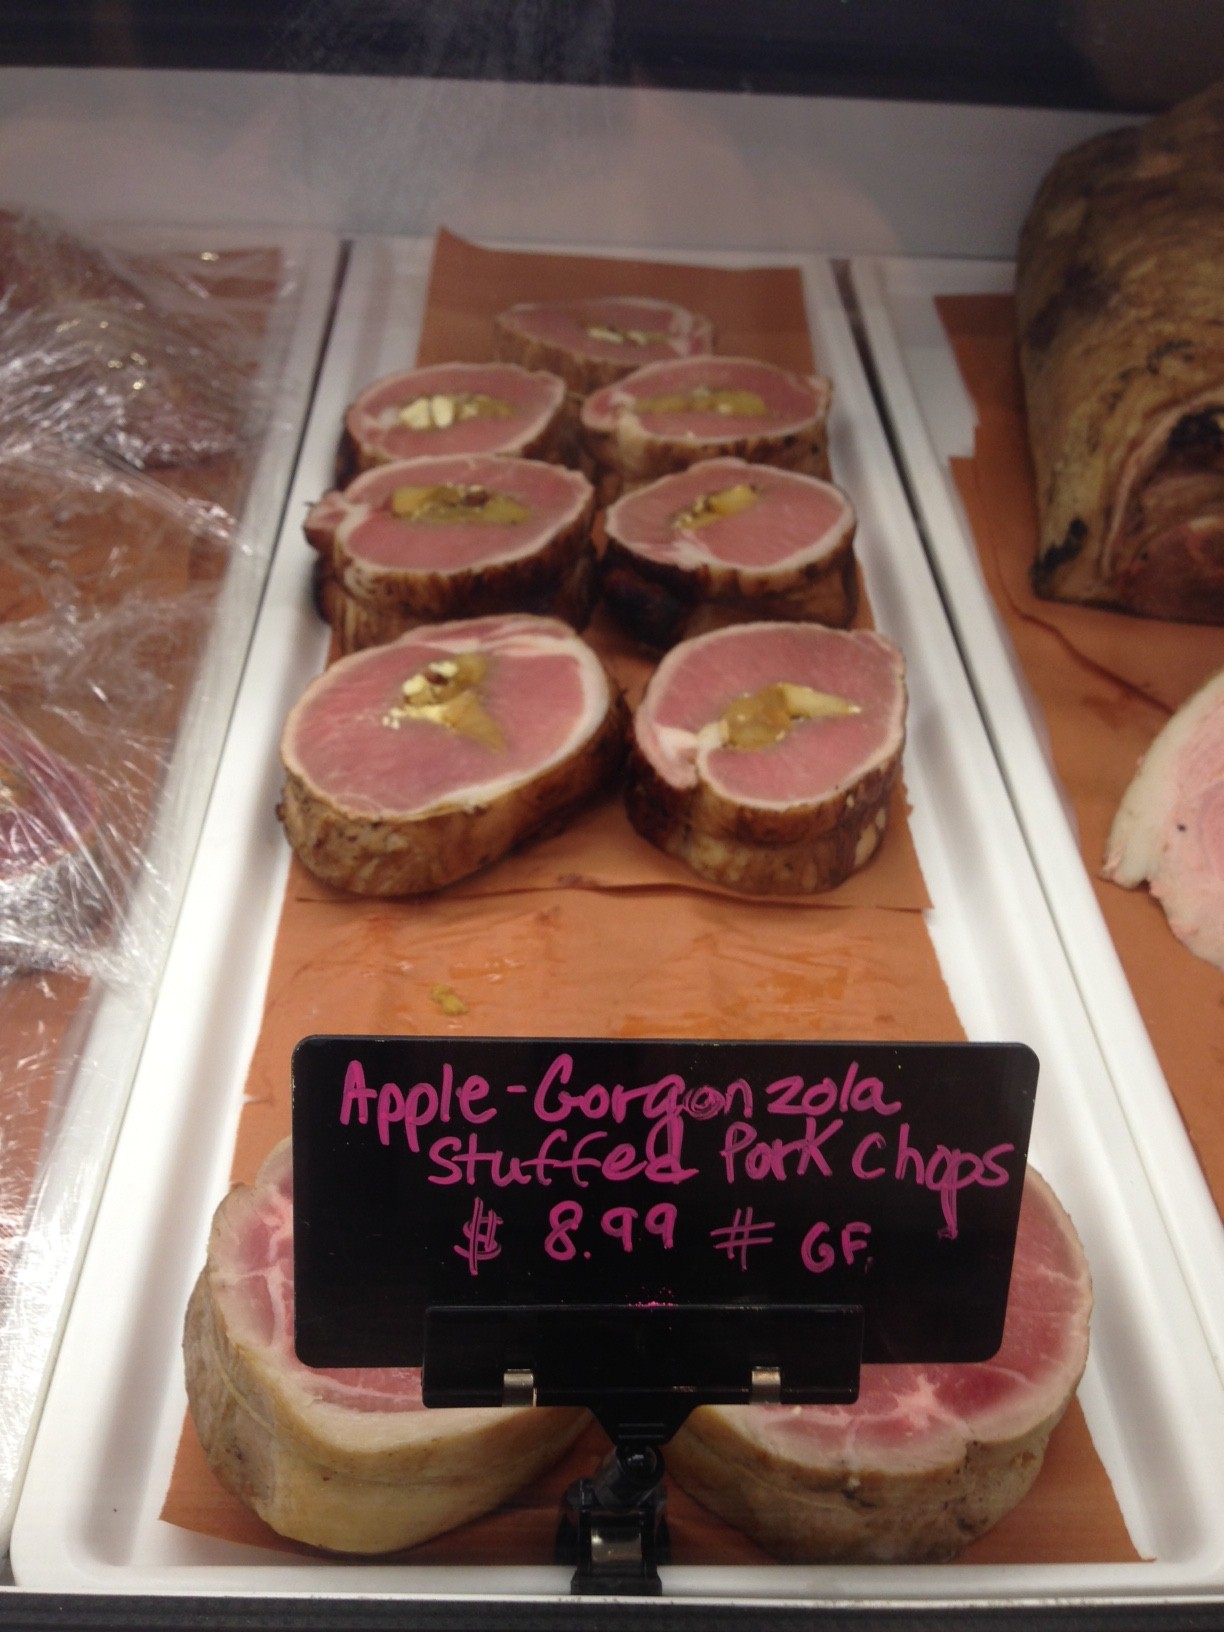 Apple-Gorgonzola
Stuffed Pork Chops
$ 8.99 # GF.